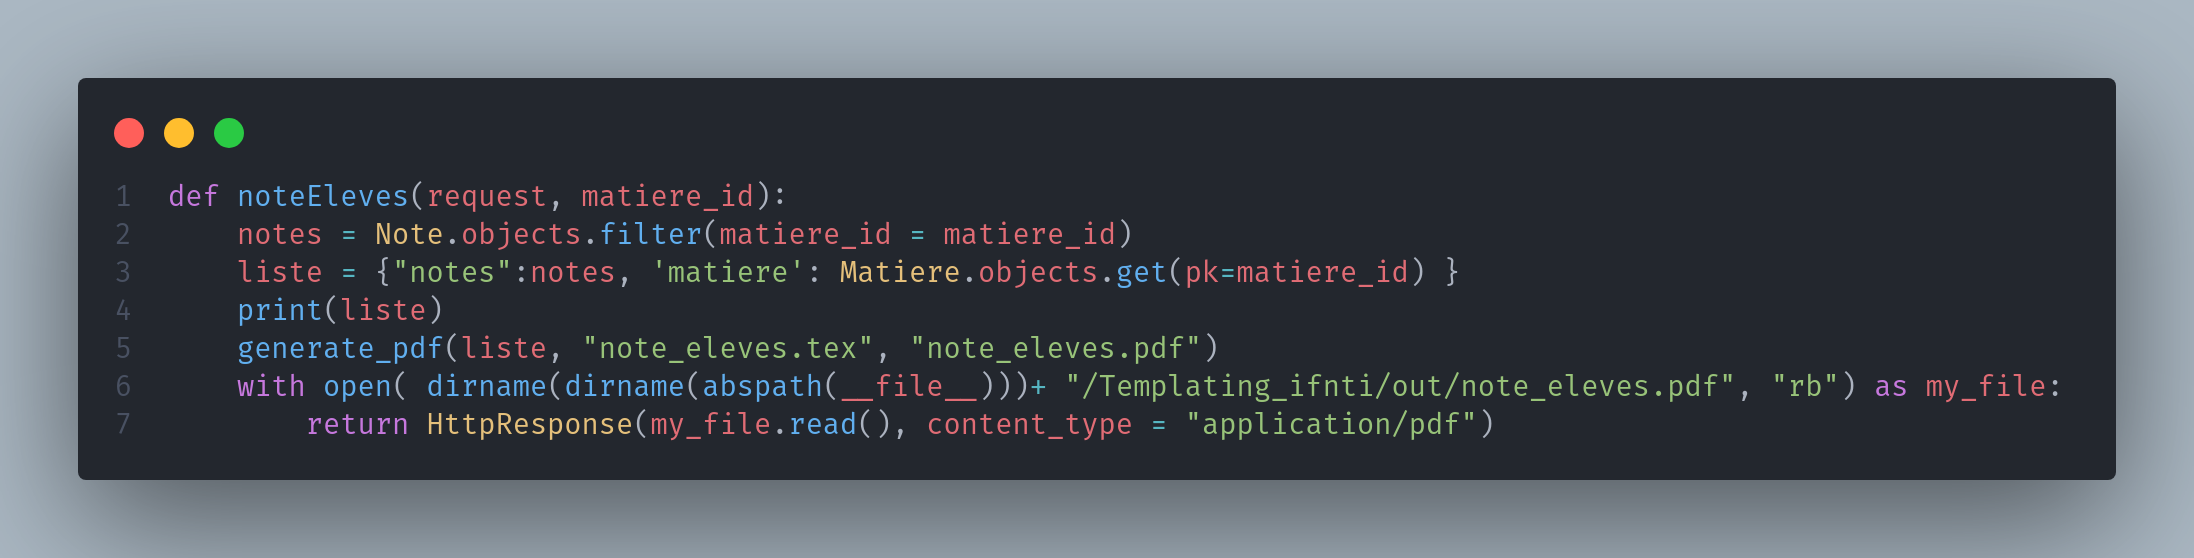 1 def noteEleves(request, matiere_id):
2     notes = Note.objects.filter(matiere_id = matiere_id)
3     liste = {"notes":notes, 'matiere': Matiere.objects.get(pk=matiere_id) }
4     print(liste)
5     generate_pdf(liste, "note_eleves.tex", "note_eleves.pdf")
6     with open( dirname(dirname(abspath(__file__)))+ "/Templating_ifnti/out/note_eleves.pdf", "rb") as my_file:
7         return HttpResponse(my_file.read(), content_type = "application/pdf")